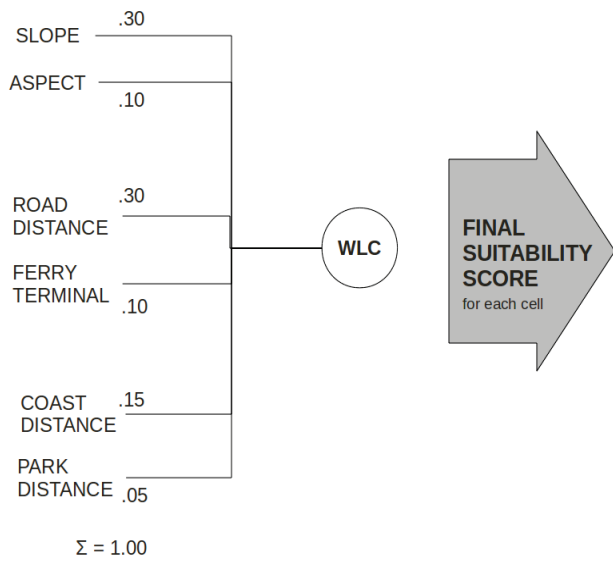 .30
SLOPE
ASPECT
.10
.30
ROAD
DISTANCE
FERRY
TERMINAL
.10
.15
COAST
DISTANCE
PARK
DISTANCE
.05
Σ = 1.00
WLC
FINAL
SUITABILITY
SCORE
for each cell